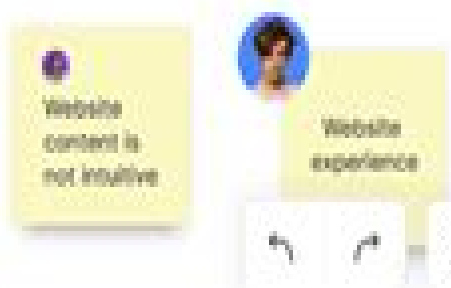 Website
content is
not intuitive
Website
experience